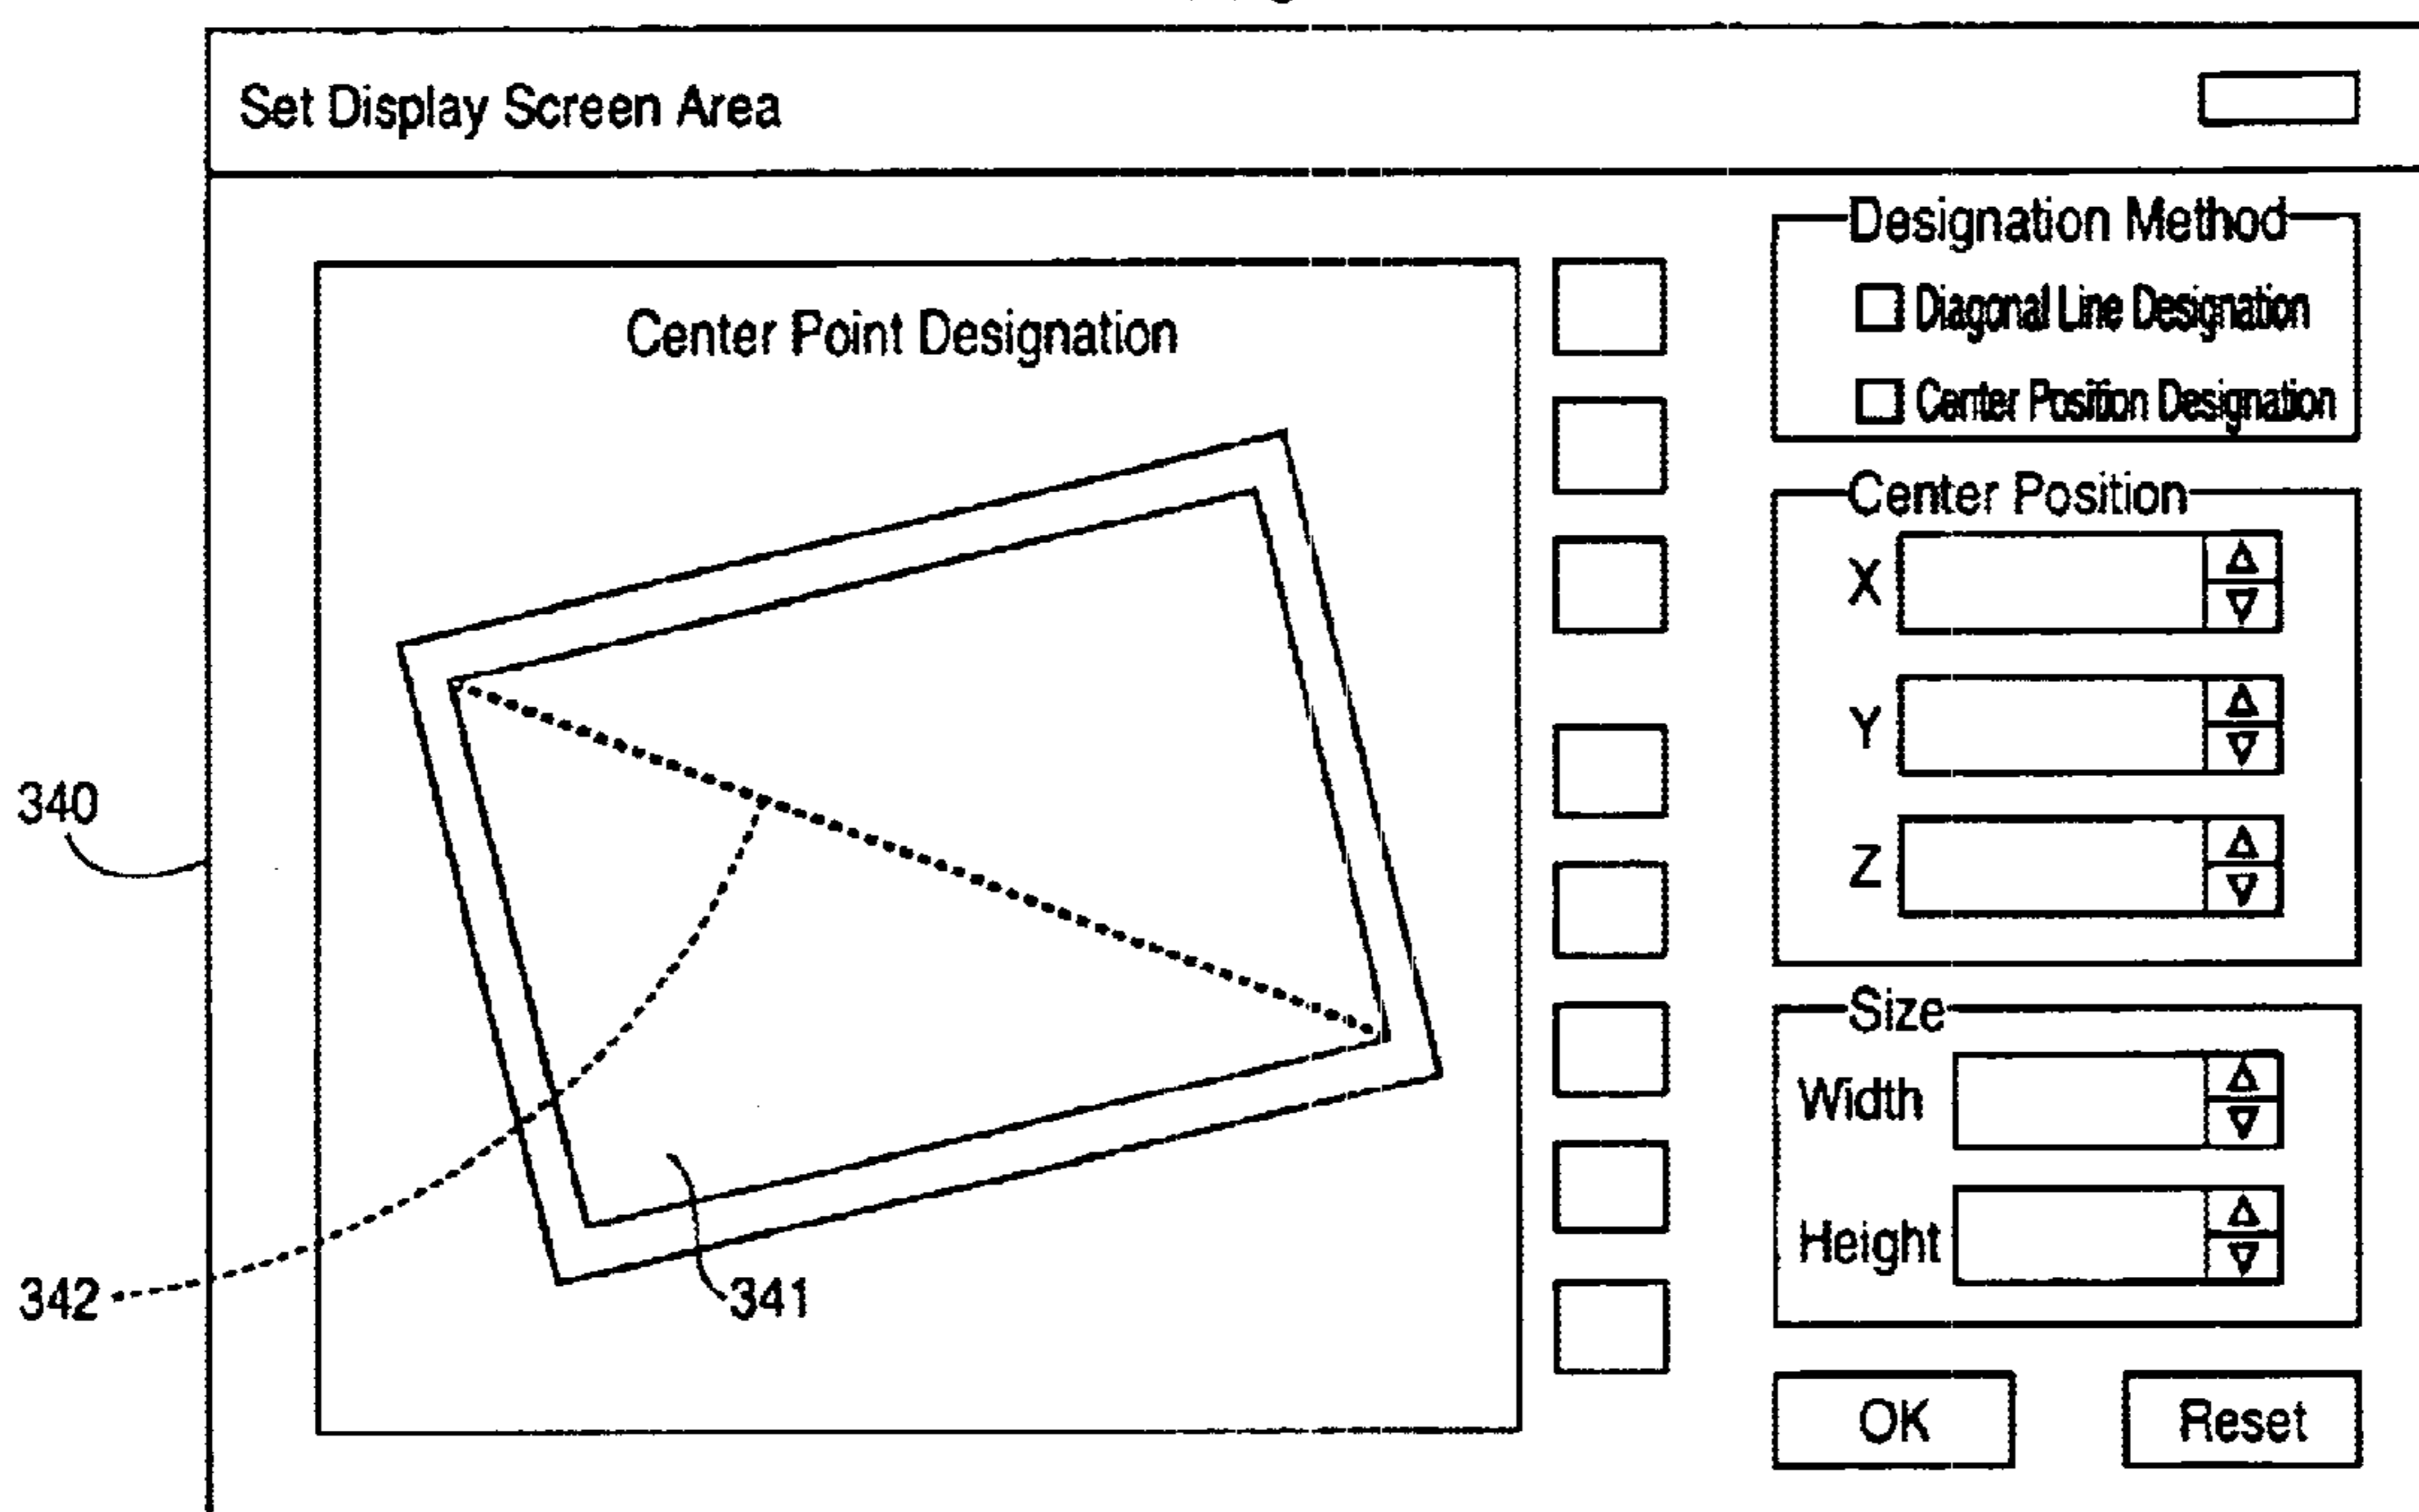 Set Display Screen Area
Center Point Designation
340
342
341
Designation Method
Diagonal Line Designation
Center Position Designation
Center Position
X
Y
Z
Size
Width
Height
OK
Reset